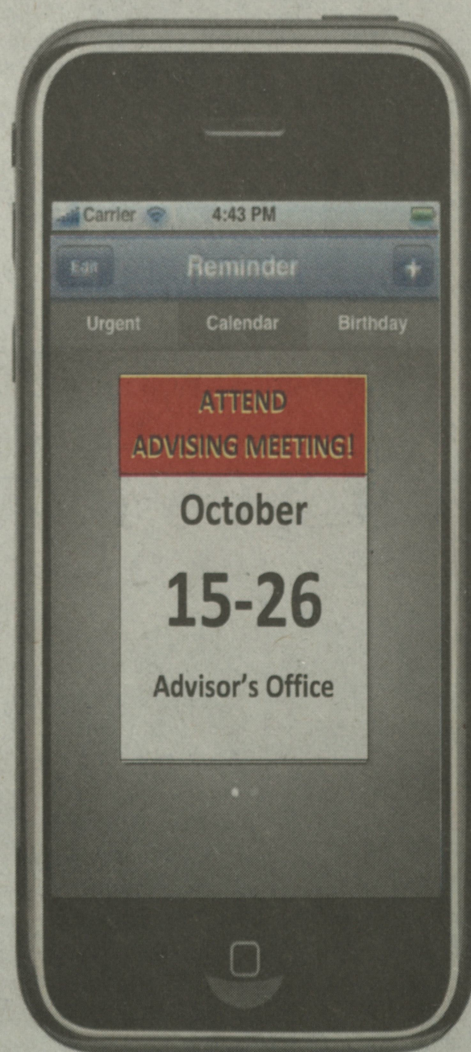 Carrier 4:43 PM
Edit Reminder +
Urgent Calendar Birthday
ATTEND
ADVISING MEETING!
October
15-26
Advisor's Office